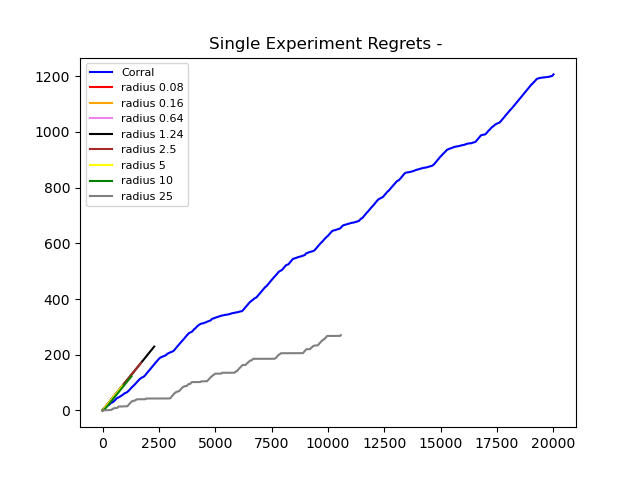 Single Experiment Regrets -
1200
1000
800
600
400
200
0
Corral
radius 0.08
radius 0.16
radius 0.64
radius 1.24
radius 2.5
radius 5
radius 10
radius 25
0 2500 5000 7500 10000 12500 15000 17500 20000